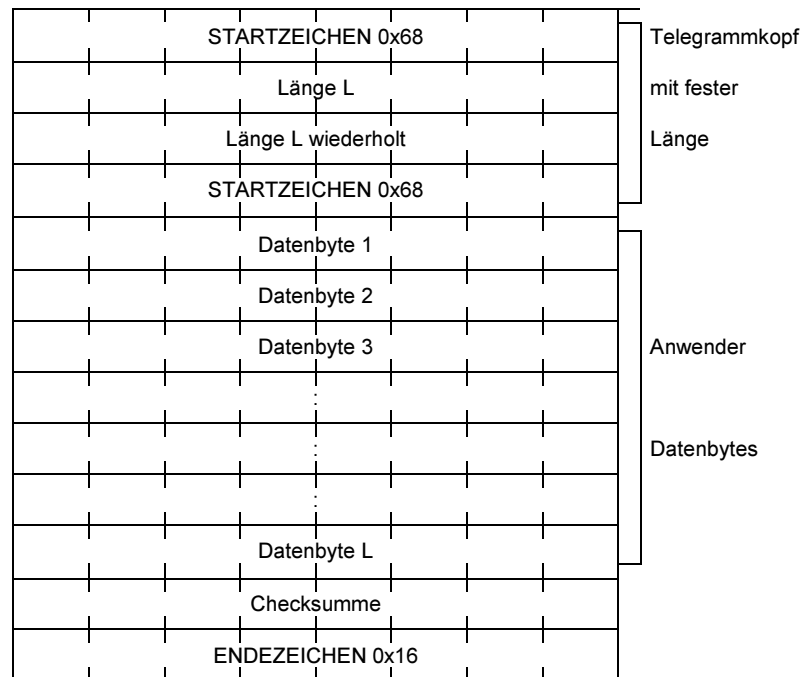 STARTZEICHEN 0x68 Telegrammkopf
Länge L mit fester
Länge L wiederholt Länge
STARTZEICHEN 0x68
Datenbyte 1
Datenbyte 2
Datenbyte 3 Anwender
:
: Datenbytes
:
Datenbyte L
Checksumme
ENDEZEICHEN 0x16